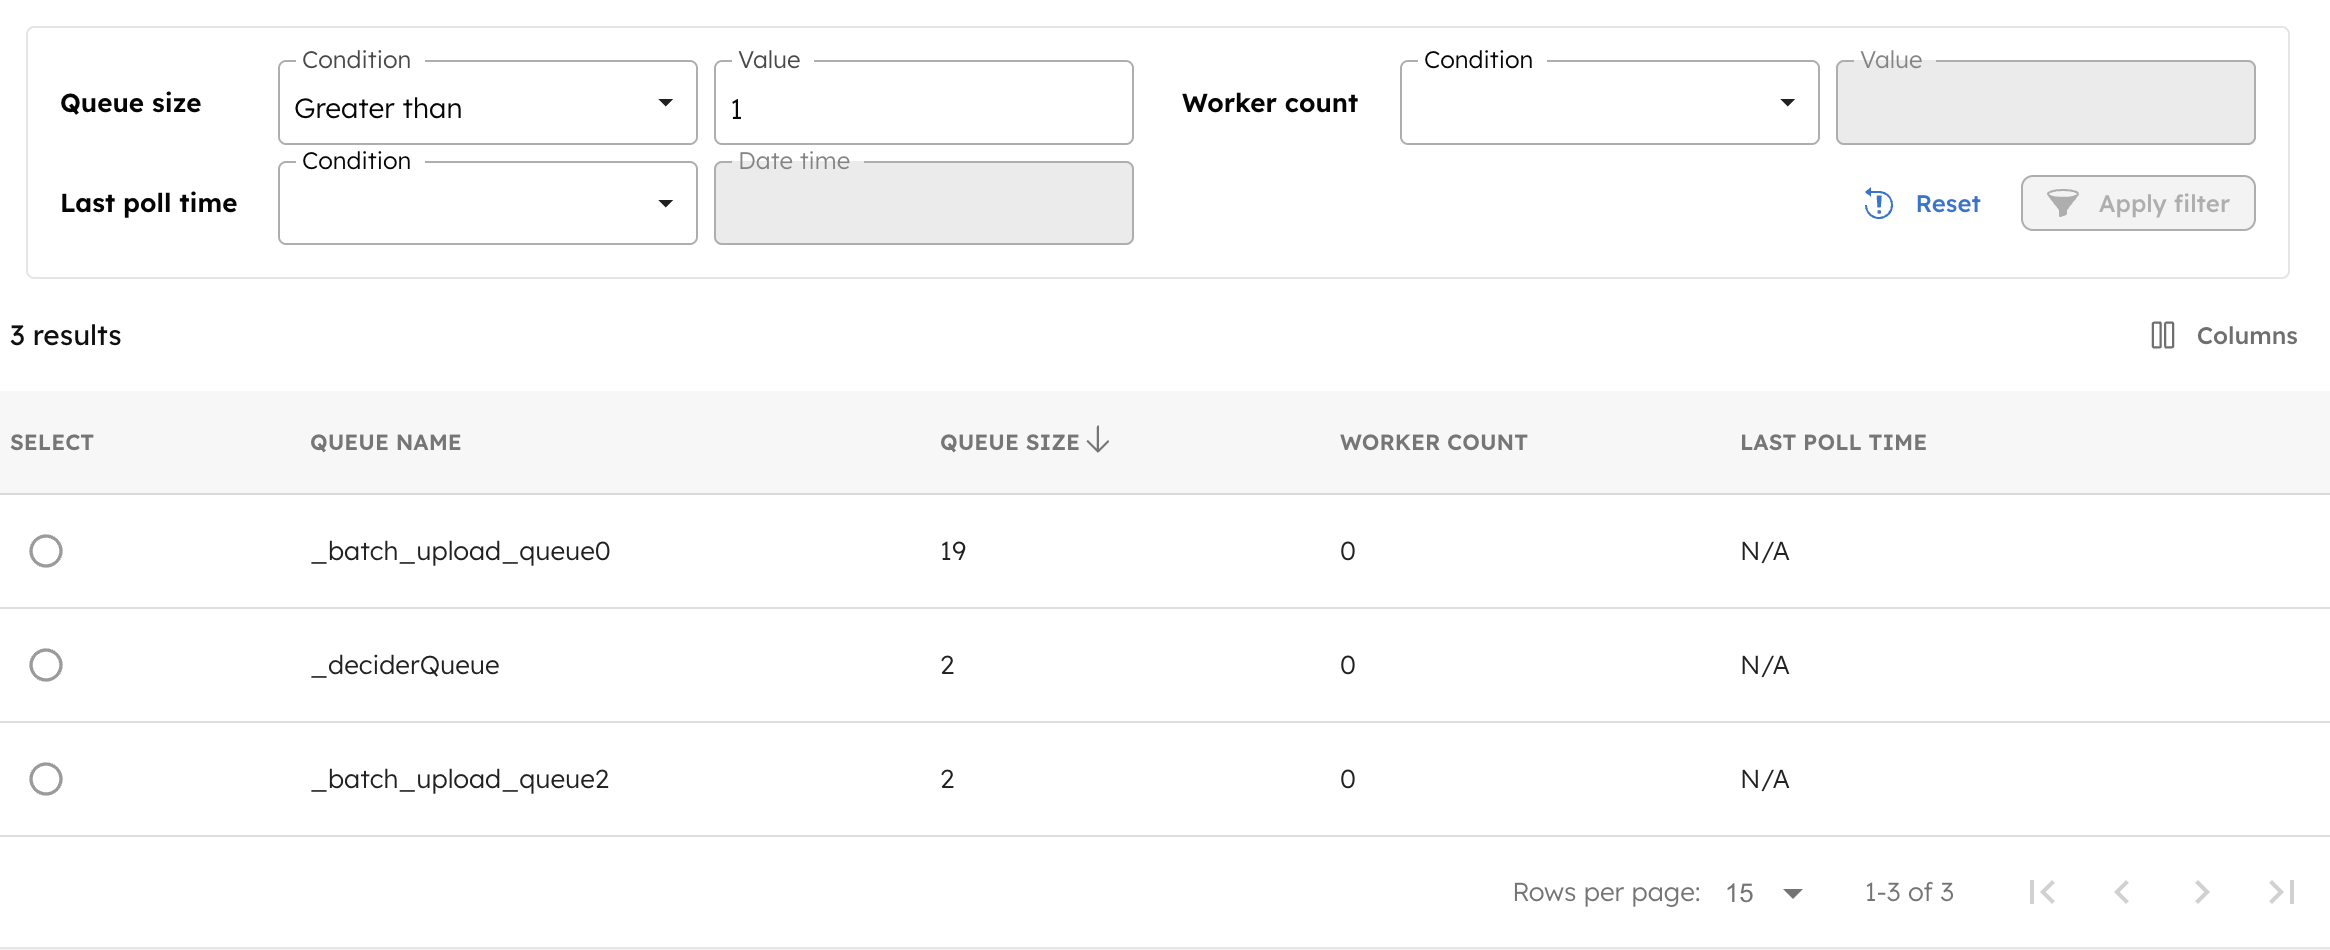 Condition Value Condition Value
Queue size Greater than 1 Worker count
Condition Date time
Last poll time Reset Apply filter
3 results Columns
SELECT QUEUE NAME QUEUE SIZE WORKER COUNT LAST POLL TIME
_batch_upload_queue0 19 0 N/A
_deciderQueue 2 0 N/A
_batch_upload_queue2 2 0 N/A
Rows per page: 15 1-3 of 3